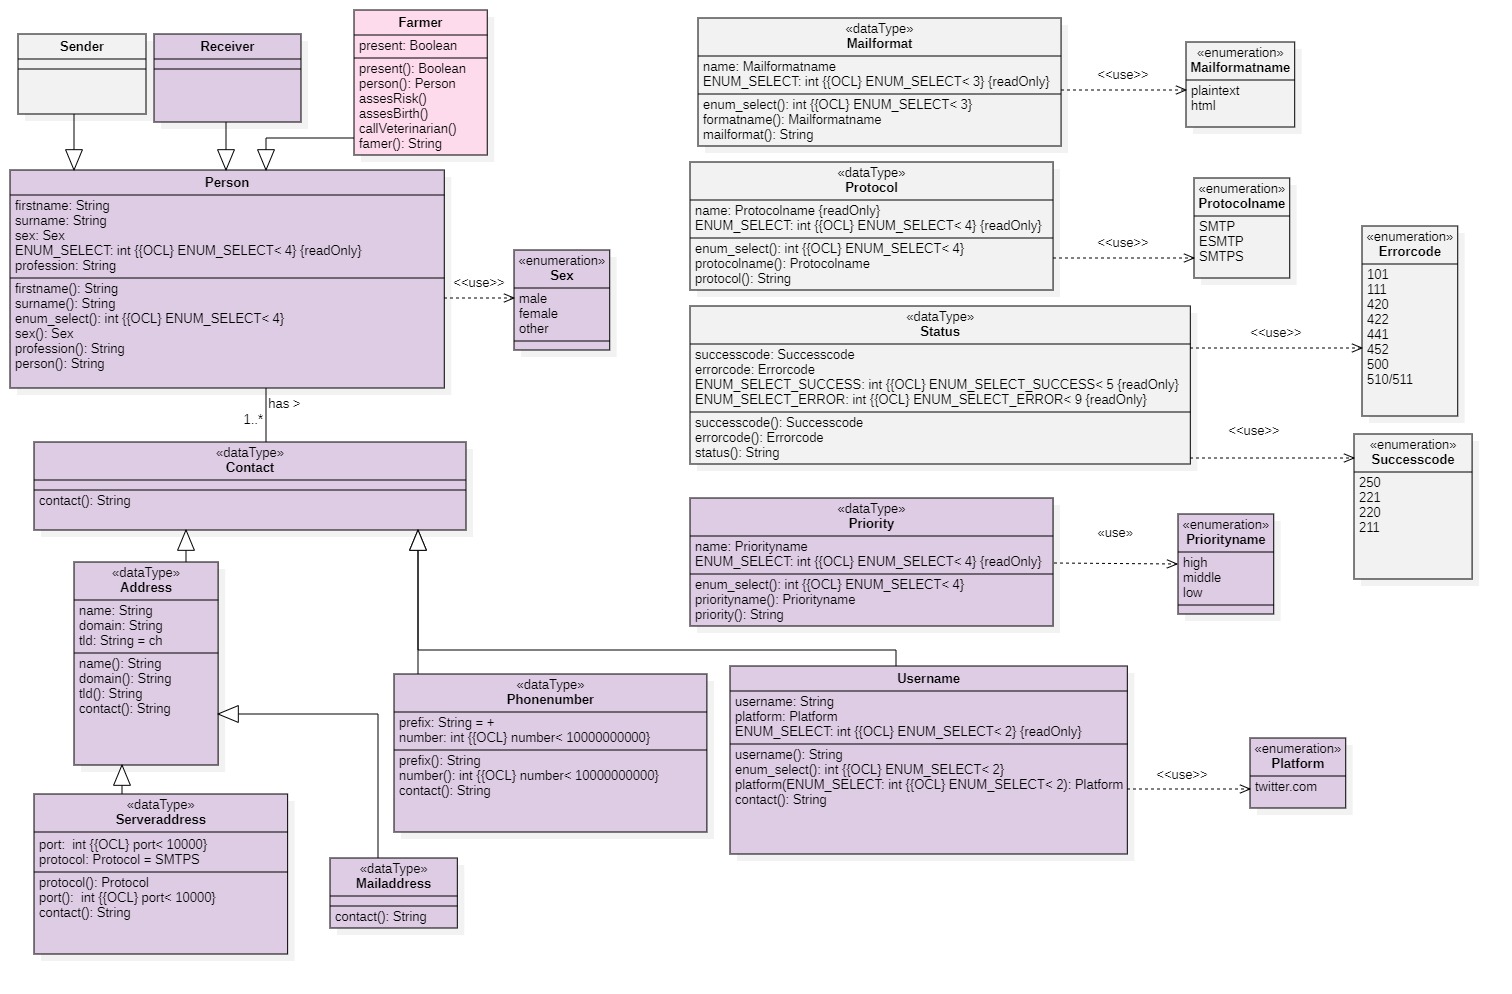 Sender
Receiver
Farmer
present: Boolean
present(): Boolean
person(): Person
assesRisk()
assesBirth()
callVeterinarian()
famer(): String
Person
firstname: String
surname: String
sex: Sex
ENUM_SELECT: int {{OCL} ENUM_SELECT< 4} {readOnly}
profession: String
firstname(): String
surname(): String
enum_select(): int {{OCL} ENUM_SELECT< 4}
sex(): Sex
profession(): String
person(): String
<<use>>
«enumeration»
Sex
male
female
other
has >
1..*
«dataType»
Contact
contact(): String
«dataType»
Address
name: String
domain: String
tld: String = ch
name(): String
domain(): String
tld(): String
contact(): String
«dataType»
Serveraddress
port:  int {{OCL} port< 10000}
protocol: Protocol = SMTPS
protocol(): Protocol
port():  int {{OCL} port< 10000}
contact(): String
«dataType»
Mailaddress
contact(): String
«dataType»
Phonenumber
prefix: String = +
number: int {{OCL} number< 10000000000}
prefix(): String
number(): int {{OCL} number< 10000000000}
contact(): String
Username
username: String
platform: Platform
ENUM_SELECT: int {{OCL} ENUM_SELECT< 2} {readOnly}
username(): String
enum_select(): int {{OCL} ENUM_SELECT< 2}
platform(ENUM_SELECT: int {{OCL} ENUM_SELECT< 2): Platform
contact(): String
<<use>>
«enumeration»
Platform
twitter.com
«dataType»
Mailformat
name: Mailformatname
ENUM_SELECT: int {{OCL} ENUM_SELECT< 3} {readOnly}
enum_select(): int {{OCL} ENUM_SELECT< 3}
formatname(): Mailformatname
mailformat(): String
<<use>>
«enumeration»
Mailformatname
plaintext
html
«dataType»
Protocol
name: Protocolname {readOnly}
ENUM_SELECT: int {{OCL} ENUM_SELECT< 4} {readOnly}
enum_select(): int {{OCL} ENUM_SELECT< 4}
protocolname(): Protocolname
protocol(): String
<<use>>
«enumeration»
Protocolname
SMTP
ESMTP
SMTPS
«dataType»
Status
successcode: Successcode
errorcode: Errorcode
ENUM_SELECT_SUCCESS: int {{OCL} ENUM_SELECT_SUCCESS< 5 {readOnly}
ENUM_SELECT_ERROR: int {{OCL} ENUM_SELECT_ERROR< 9 {readOnly}
successcode(): Successcode
errorcode(): Errorcode
status(): String
<<use>>
«enumeration»
Errorcode
101
111
420
422
441
452
500
510/511
<<use>>
«enumeration»
Successcode
250
221
220
211
«dataType»
Priority
name: Priorityname
ENUM_SELECT: int {{OCL} ENUM_SELECT< 4} {readOnly}
enum_select(): int {{OCL} ENUM_SELECT< 4}
priorityname(): Priorityname
priority(): String
«use»
«enumeration»
Priorityname
high
middle
low